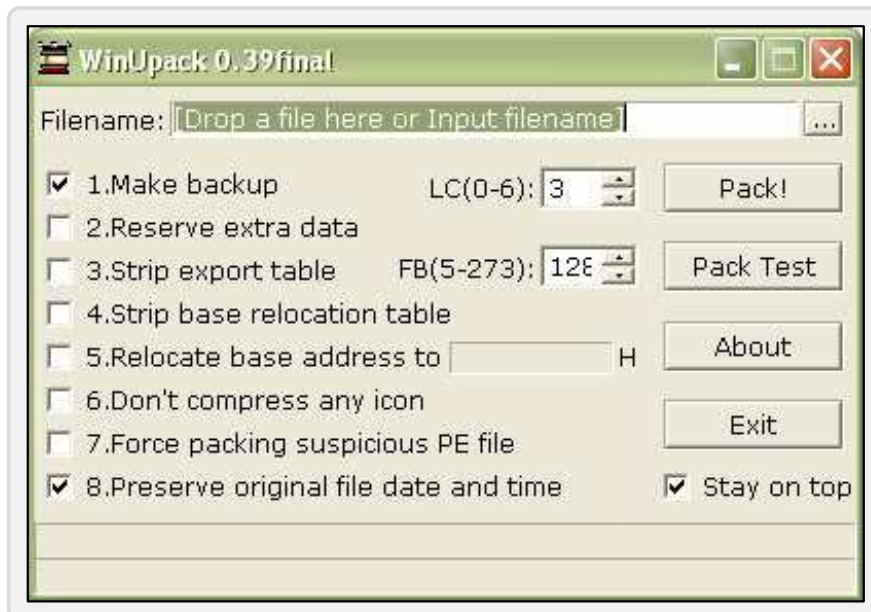 WinUpack 0.39final
Filename: [Drop a file here or Input filename] ...
1.Make backup LC(0-6): 3 Pack!
2.Reserve extra data
3.Strip export table FB(5-273): 128 Pack Test
4.Strip base relocation table
5.Relocate base address to H About
6.Don't compress any icon
7.Force packing suspicious PE file Exit
8.Preserve original file date and time Stay on top